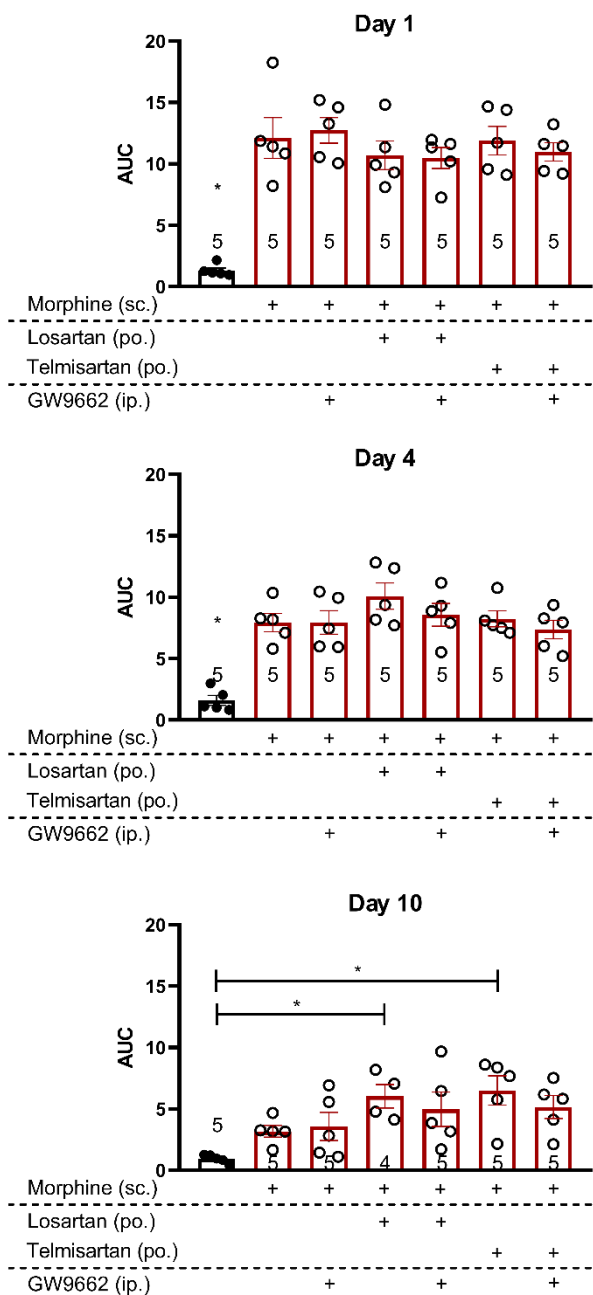 Day 1
20
15
10
5
0
AUC
*
5 5 5 5 5 5 5
Morphine (sc.) + + + + + +
Losartan (po.) + +
Telmisartan (po.) + +
GW9662 (ip.) + + +
Day 4
20
15
10
5
0
AUC
*
5 5 5 5 5 5 5
Morphine (sc.) + + + + + +
Losartan (po.) + +
Telmisartan (po.) + +
GW9662 (ip.) + + +
Day 10
20
15
10
5
0
AUC
*
*
5
5 5 4 5 5 5
Morphine (sc.) + + + + + +
Losartan (po.) + +
Telmisartan (po.) + +
GW9662 (ip.) + + +